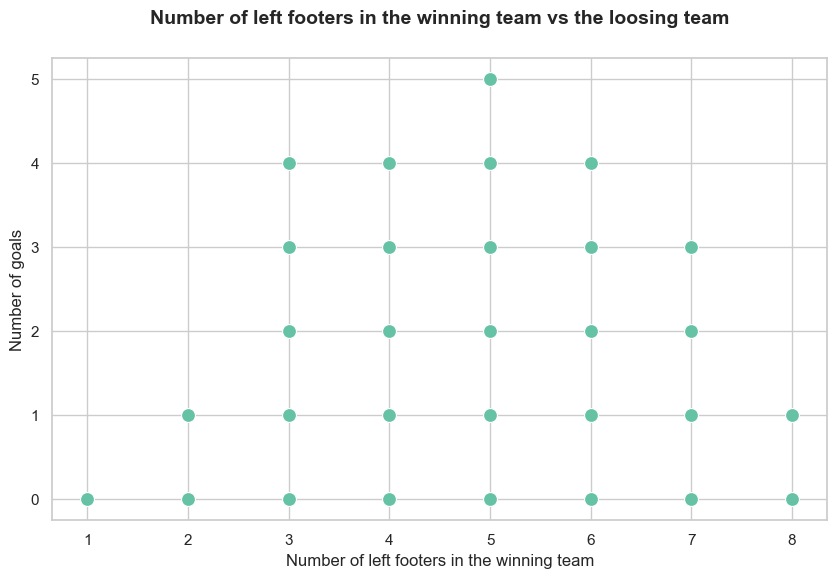 Number of left footers in the winning team vs the loosing team
5
4
3
2
1
0
Number of goals
1 2 3 4 5 6 7 8
Number of left footers in the winning team